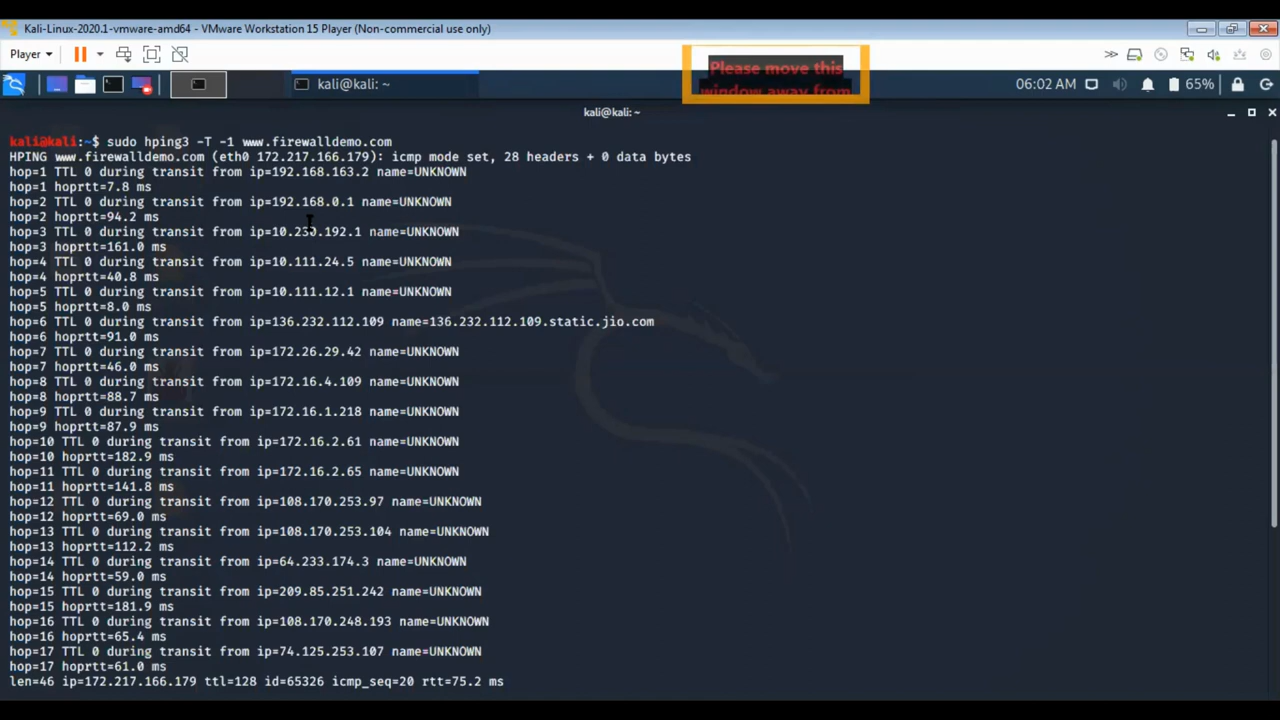 Kali-Linux-2020.1-vmware-amd64 - VMware Workstation 15 Player (Non-commercial use only)
Player
Please move this
window away from
kali@kali: ~
06:02 AM
65%
kali@kali: ~
kali@kali:~$ sudo hping3 -T -1 www.firewalldemo.com
HPING www.firewalldemo.com (eth0 172.217.166.179): icmp mode set, 28 headers + 0 data bytes
hop=1 TTL 0 during transit from ip=192.168.163.2 name=UNKNOWN
hop=1 hoprtt=7.8 ms
hop=2 TTL 0 during transit from ip=192.168.0.1 name=UNKNOWN
hop=2 hoprtt=94.2 ms
hop=3 TTL 0 during transit from ip=10.230.192.1 name=UNKNOWN
hop=3 hoprtt=161.0 ms
hop=4 TTL 0 during transit from ip=10.111.24.5 name=UNKNOWN
hop=4 hoprtt=40.8 ms
hop=5 TTL 0 during transit from ip=10.111.12.1 name=UNKNOWN
hop=5 hoprtt=8.0 ms
hop=6 TTL 0 during transit from ip=136.232.112.109 name=136.232.112.109.static.jio.com
hop=6 hoprtt=91.0 ms
hop=7 TTL 0 during transit from ip=172.26.29.42 name=UNKNOWN
hop=7 hoprtt=46.0 ms
hop=8 TTL 0 during transit from ip=172.16.4.109 name=UNKNOWN
hop=8 hoprtt=88.7 ms
hop=9 TTL 0 during transit from ip=172.16.1.218 name=UNKNOWN
hop=9 hoprtt=87.9 ms
hop=10 TTL 0 during transit from ip=172.16.2.61 name=UNKNOWN
hop=10 hoprtt=182.9 ms
hop=11 TTL 0 during transit from ip=172.16.2.65 name=UNKNOWN
hop=11 hoprtt=141.8 ms
hop=12 TTL 0 during transit from ip=108.170.253.97 name=UNKNOWN
hop=12 hoprtt=69.0 ms
hop=13 TTL 0 during transit from ip=108.170.253.104 name=UNKNOWN
hop=13 hoprtt=112.2 ms
hop=14 TTL 0 during transit from ip=64.233.174.3 name=UNKNOWN
hop=14 hoprtt=59.0 ms
hop=15 TTL 0 during transit from ip=209.85.251.242 name=UNKNOWN
hop=15 hoprtt=181.9 ms
hop=16 TTL 0 during transit from ip=108.170.248.193 name=UNKNOWN
hop=16 hoprtt=65.4 ms
hop=17 TTL 0 during transit from ip=74.125.253.107 name=UNKNOWN
hop=17 hoprtt=61.0 ms
len=46 ip=172.217.166.179 ttl=128 id=65326 icmp_seq=20 rtt=75.2 ms